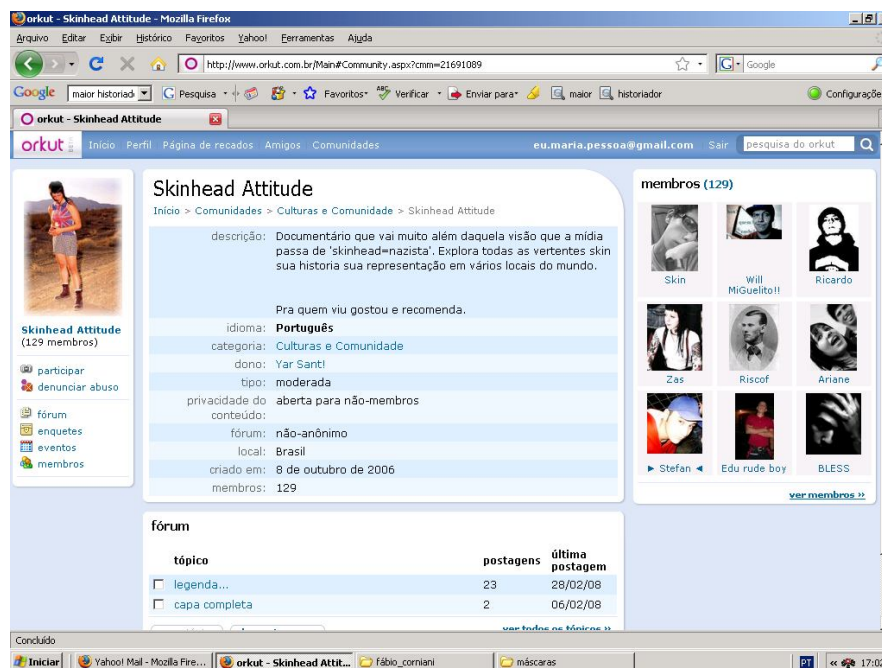 orkut - Skinhead Attitude - Mozilla Firefox
Arquivo Editar Exibir Histórico Favoritos Yahoo! Ferramentas Ajuda
http://www.orkut.com.br/Main#Community.aspx?cmm=21691089
G Google
Google maior historiad G Pesquisa Favoritos ABC Verificar Enviar para maior historiador Configuraçõe
orkut - Skinhead Attitude
orkut Início Perfil Página de recados Amigos Comunidades eu.maria.pessoa@gmail.com Sair pesquisa do orkut
Skinhead Attitude
(129 membros)
participar
denunciar abuso
fórum
enquetes
eventos
membros
Skinhead Attitude
Início > Comunidades > Culturas e Comunidade > Skinhead Attitude
descrição: Documentário que vai muito além daquela visão que a mídia
passa de 'skinhead=nazista'. Explora todas as vertentes skin
sua historia sua representação em vários locais do mundo.
Pra quem viu gostou e recomenda.
idioma: Português
categoria: Culturas e Comunidade
dono: Yar Sant!
tipo: moderada
privacidade do aberta para não-membros
conteúdo:
fórum: não-anônimo
local: Brasil
criado em: 8 de outubro de 2006
membros: 129
fórum
tópico postagens última
postagem
legenda... 23 28/02/08
capa completa 2 06/02/08
ver todos os tópicos »
membros (129)
Skin Will
MiGuelito!! Ricardo
Zas Riscof Ariane
► Stefan ◄ Edu rude boy BLESS
ver membros »
Concluído
Iniciar Yahoo! Mail - Mozilla Fire... orkut - Skinhead Attit... fábio_corniani máscaras PT « 17:02